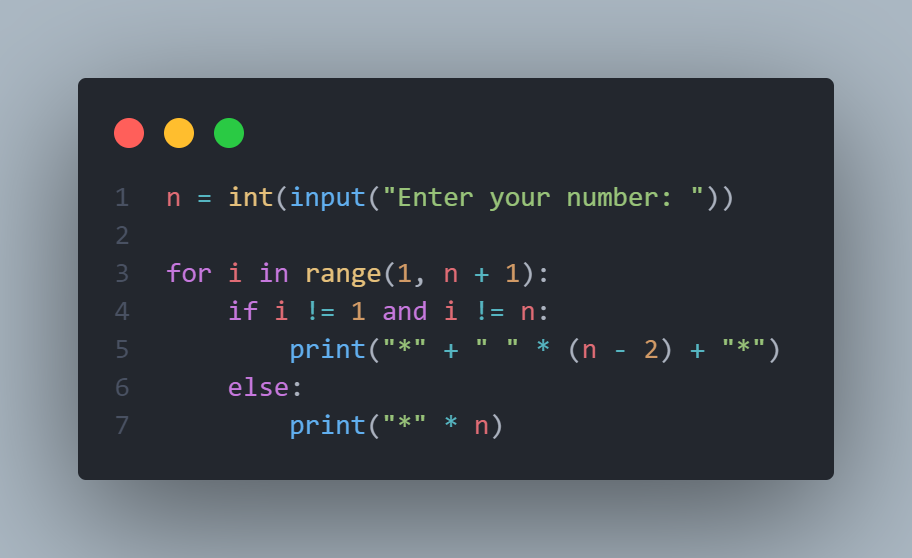 1 n = int(input("Enter your number: "))
2
3 for i in range(1, n + 1):
4     if i != 1 and i != n:
5         print("*" + " " * (n - 2) + "*")
6     else:
7         print("*" * n)